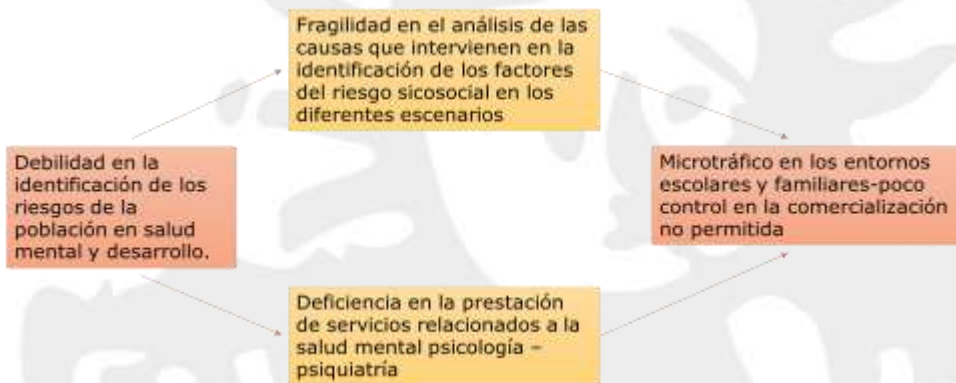 Fragilidad en el análisis de las
causas que intervienen en la
identificación de los factores
del riesgo sicosocial en los
diferentes escenarios
Debilidad en la
identificación de los
riesgos de la
población en salud
mental y desarrollo.
Microtráfico en los entornos
escolares y familiares-poco
control en la comercialización
no permitida
Deficiencia en la prestación
de servicios relacionados a la
salud mental psicología –
psiquiatría